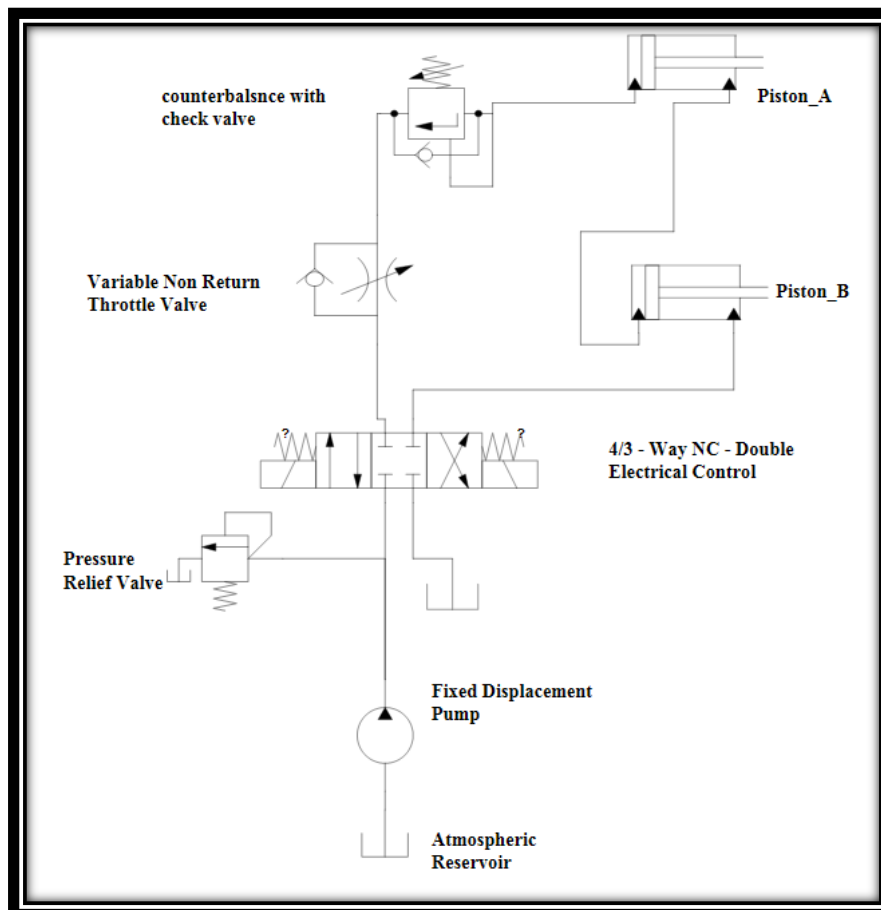 counterbalsnce with
check valve
Piston_A
Variable Non Return
Throttle Valve
Piston_B
?
?
4/3 - Way NC - Double
Electrical Control
Pressure
Relief Valve
Fixed Displacement
Pump
Atmospheric
Reservoir